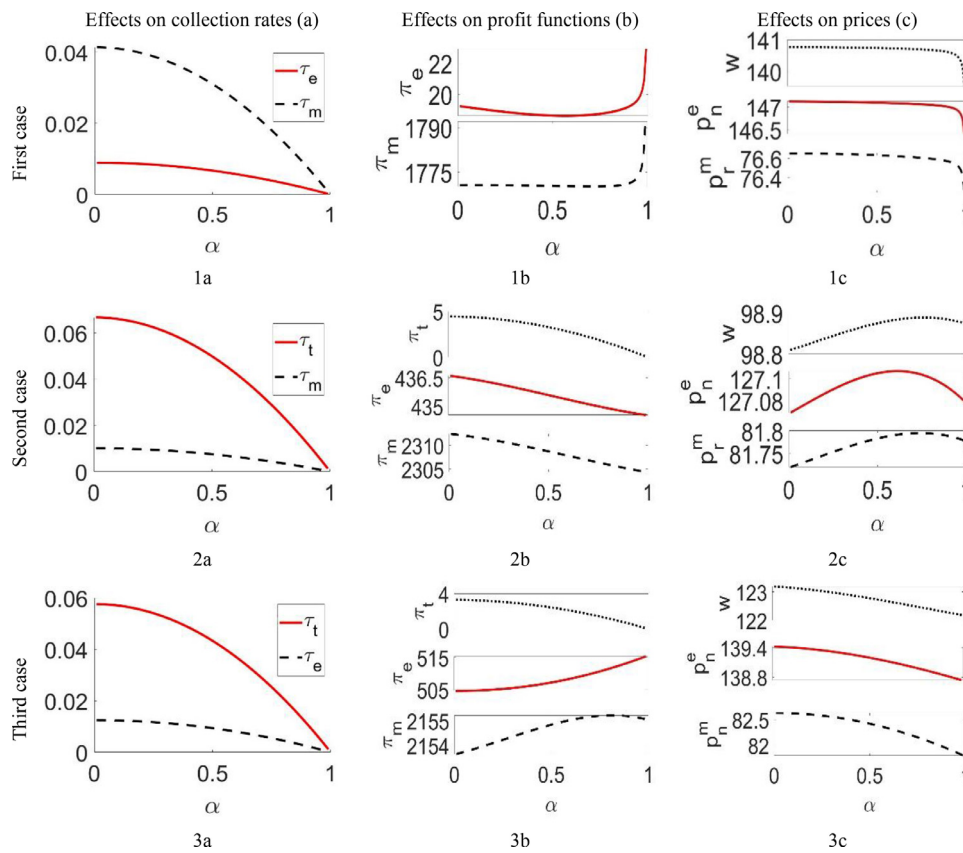 Effects on collection rates (a) Effects on profit functions (b) Effects on prices (c)
First case
0.04
0.02
0
0 0.5 1
α
τe
τm
1a
πe
22
19
πm
1790
1775
0 0.5 1
α
1b
w
141
140
pne
147
146.5
prm
76.6
76.4
0 0.5 1
α
1c
Second case
0.06
0.04
0.02
0
0 0.5 1
α
τt
τm
2a
πt
5
0
πe
436.5
435
πm
2310
2305
0 0.5 1
α
2b
w
98.9
98.8
pne
127.1
127.08
prm
81.8
81.75
0 0.5 1
α
2c
Third case
0.06
0.04
0.02
0
0 0.5 1
α
τt
τe
3a
πt
4
0
πe
515
505
πm
2155
2154
0 0.5 1
α
3b
w
123
122
pne
139.4
138.8
pnm
82.5
82
0 0.5 1
α
3c